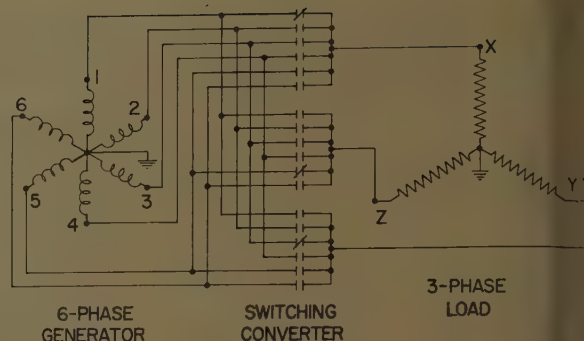 1
2
3
4
5
6
X
Y
Z
6-PHASE
GENERATOR
SWITCHING
CONVERTER
3-PHASE
LOAD